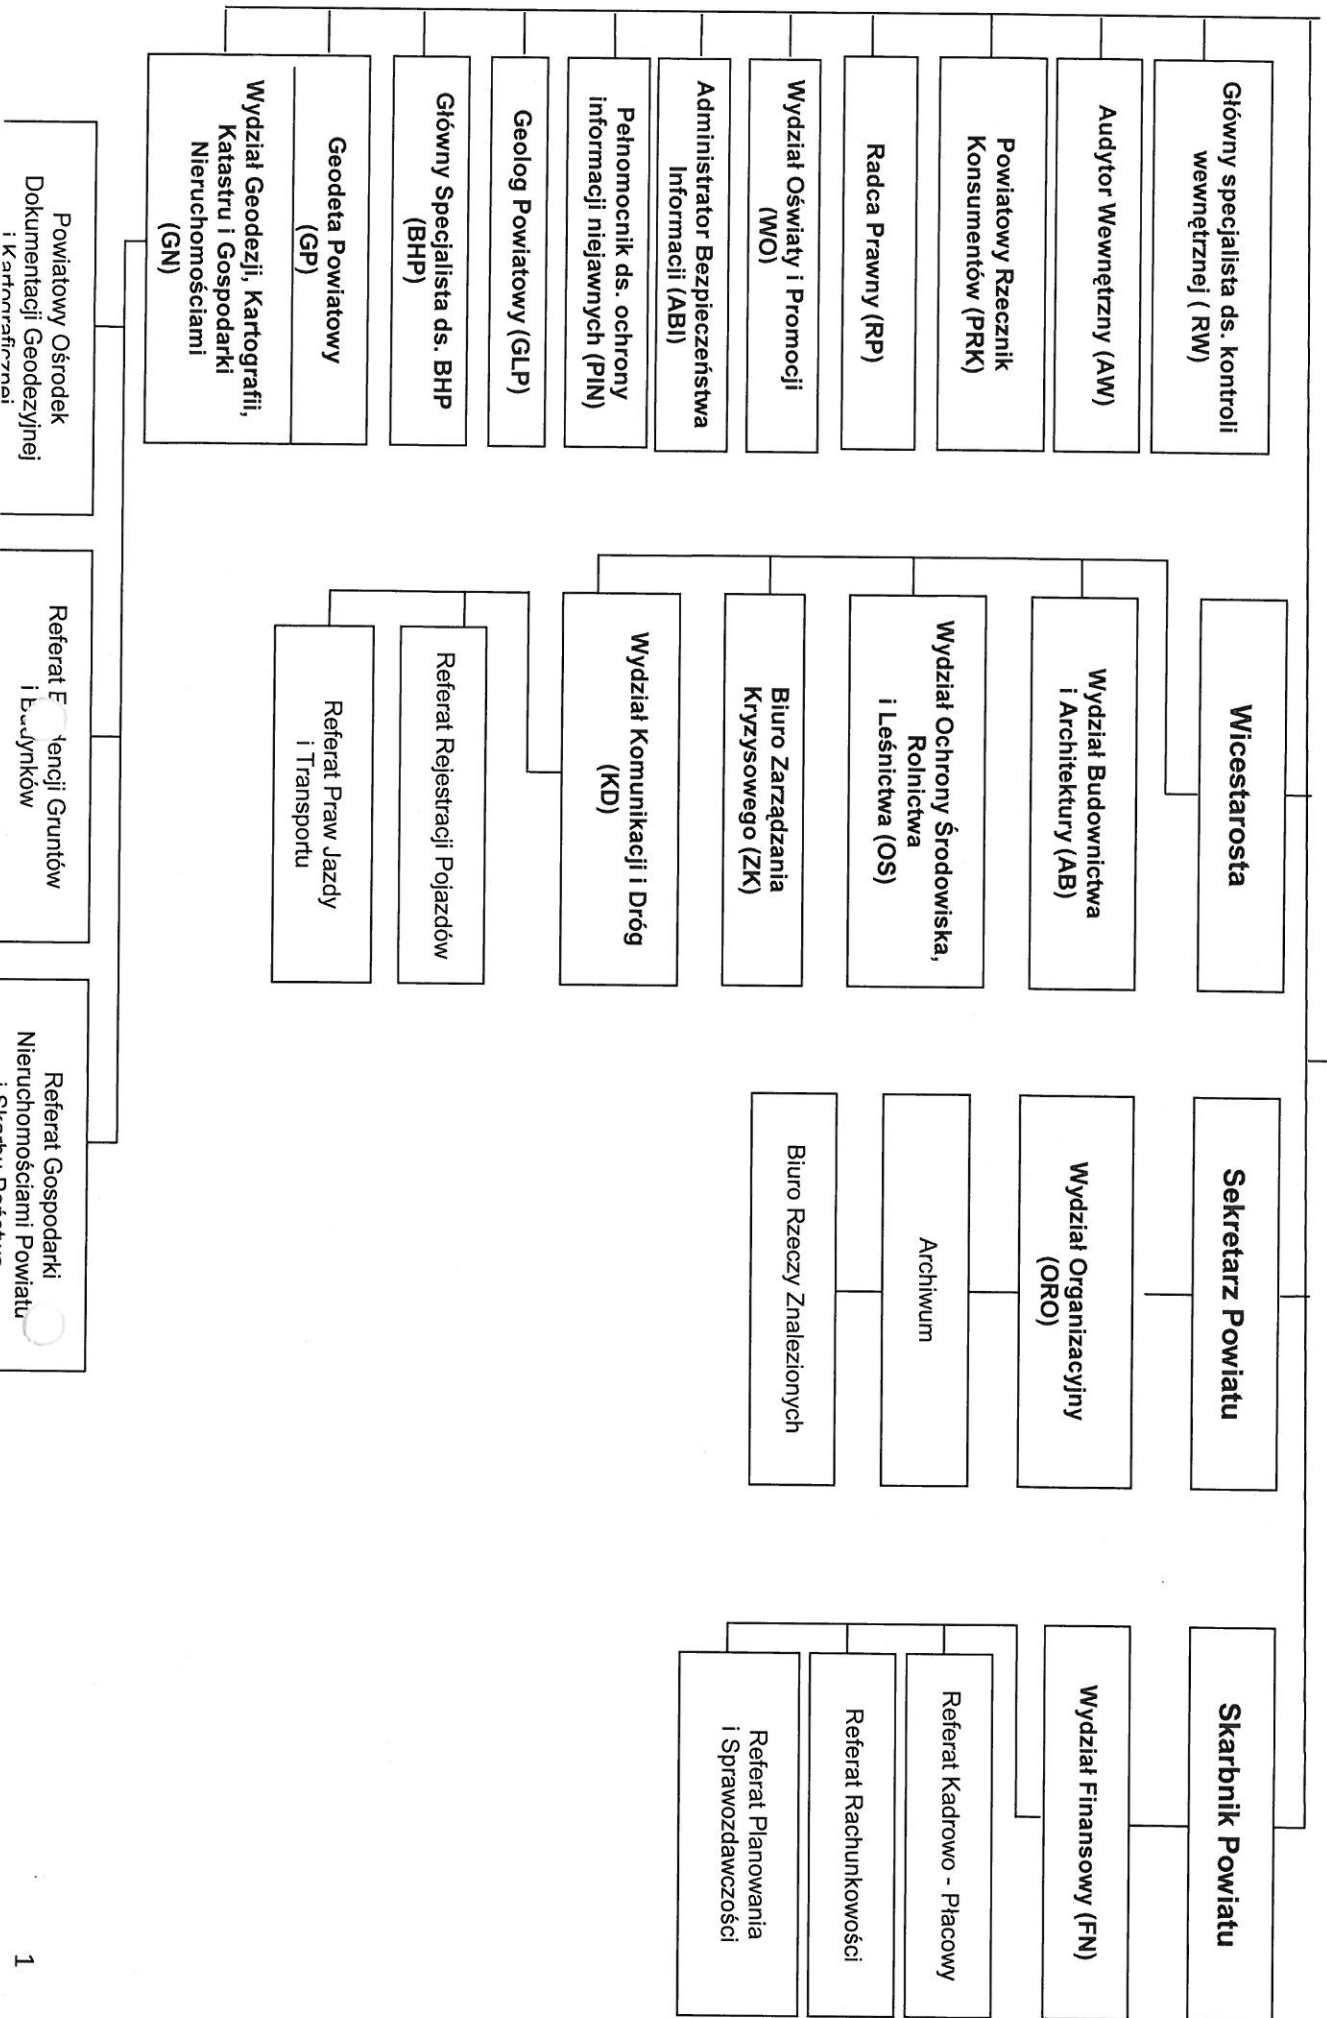 Główny specjalista ds. kontroli
wewnętrznej ( RW)
Audytor Wewnętrzny (AW)
Powiatowy Rzecznik
Konsumentów (PRK)
Radca Prawny (RP)
Wydział Oświaty i Promocji
(WO)
Administrator Bezpieczeństwa
Informacji (ABI)
Pełnomocnik ds. ochrony
informacji niejawnych (PIN)
Geolog Powiatowy (GLP)
Główny Specjalista ds. BHP
(BHP)
Geodeta Powiatowy
(GP)
Wydział Geodezji, Kartografii,
Katastru i Gospodarki
Nieruchomościami
(GN)
Powiatowy Ośrodek
Dokumentacji Geodezyjnej
i Kartograficznej
Wicestarosta
Wydział Budownictwa
i Architektury (AB)
Wydział Ochrony Środowiska,
Rolnictwa
i Leśnictwa (OS)
Biuro Zarządzania
Kryzysowego (ZK)
Wydział Komunikacji i Dróg
(KD)
Referat Rejestracji Pojazdów
Referat Praw Jazdy
i Transportu
Referat Gruntów
i
Sekretarz Powiatu
Wydział Organizacyjny
(ORO)
Archiwum
Biuro Rzeczy Znalezionych
Referat Gospodarki
Nieruchomościami Powiatu
Skarbnik Powiatu
Wydział Finansowy (FN)
Referat Kadrowo - Płacowy
Referat Rachunkowości
Referat Planowania
i Sprawozdawczości
1